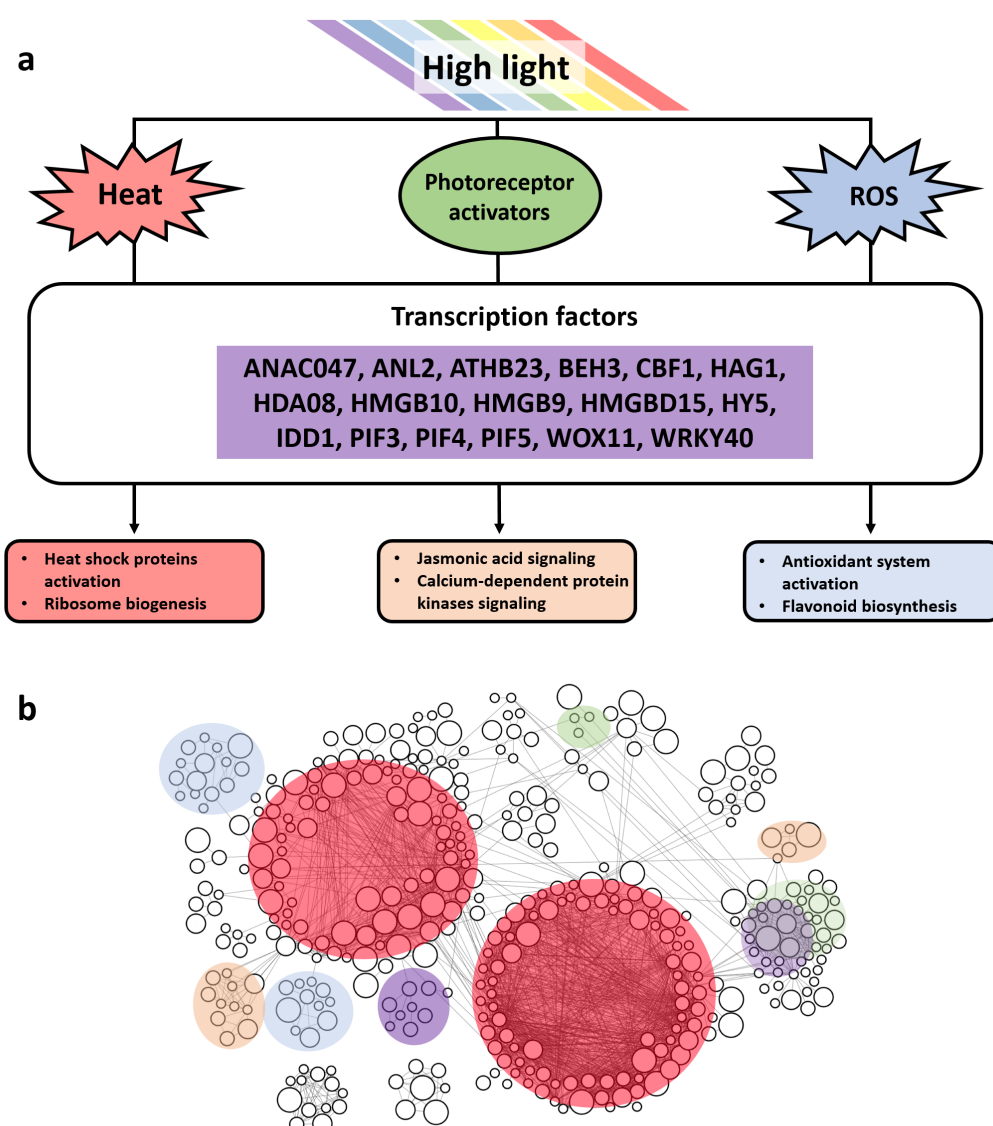 a
High light
Heat
Photoreceptor
activators
ROS
Transcription factors
ANAC047, ANL2, ATHB23, BEH3, CBF1, HAG1,
HDA08, HMGB10, HMGB9, HMGBD15, HY5,
IDD1, PIF3, PIF4, PIF5, WOX11, WRKY40
• Heat shock proteins
activation
• Ribosome biogenesis
• Jasmonic acid signaling
• Calcium-dependent protein
kinases signaling
• Antioxidant system
activation
• Flavonoid biosynthesis
b